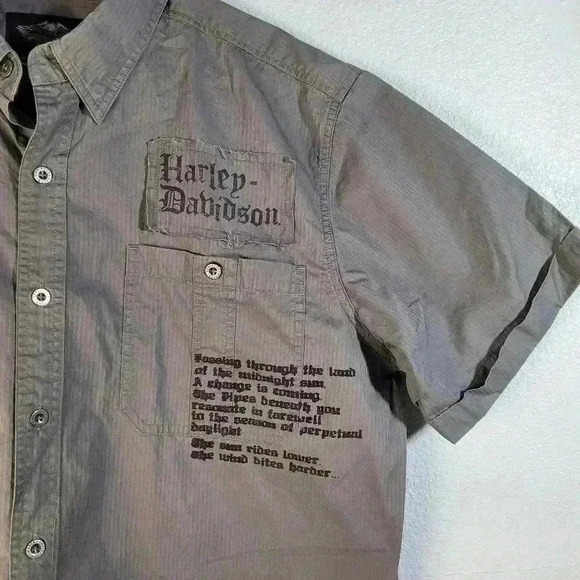 Harley-
Davidson
Passing through the land
of the midnight sun.
A change is coming.
The Pipes beneath you
resonate in farewell
to the season of perpetual
daylight
The sun rides lower.
The wind bites harder...